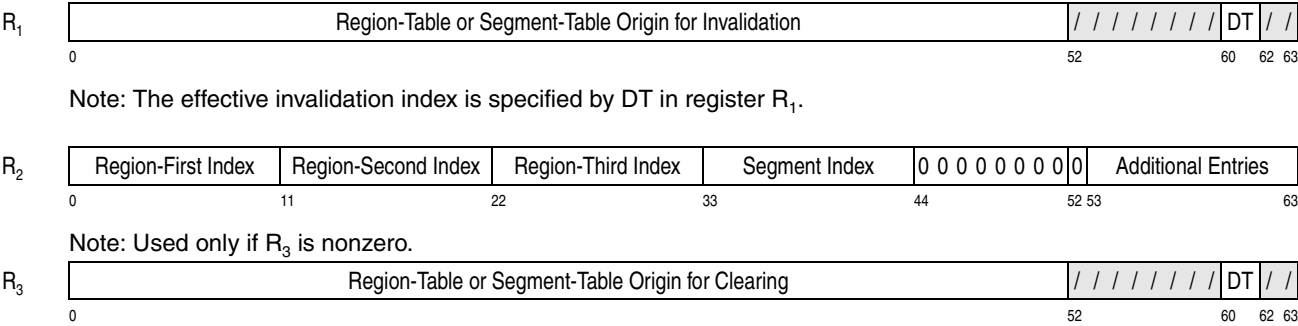 R1 Region-Table or Segment-Table Origin for Invalidation / / / / / / / / DT / /
0 52 60 62 63
Note: The effective invalidation index is specified by DT in register R1.
R2 Region-First Index Region-Second Index Region-Third Index Segment Index 0 0 0 0 0 0 0 0 0 Additional Entries
0 11 22 33 44 52 53 63
Note: Used only if R3 is nonzero.
R3 Region-Table or Segment-Table Origin for Clearing / / / / / / / / DT / /
0 52 60 62 63